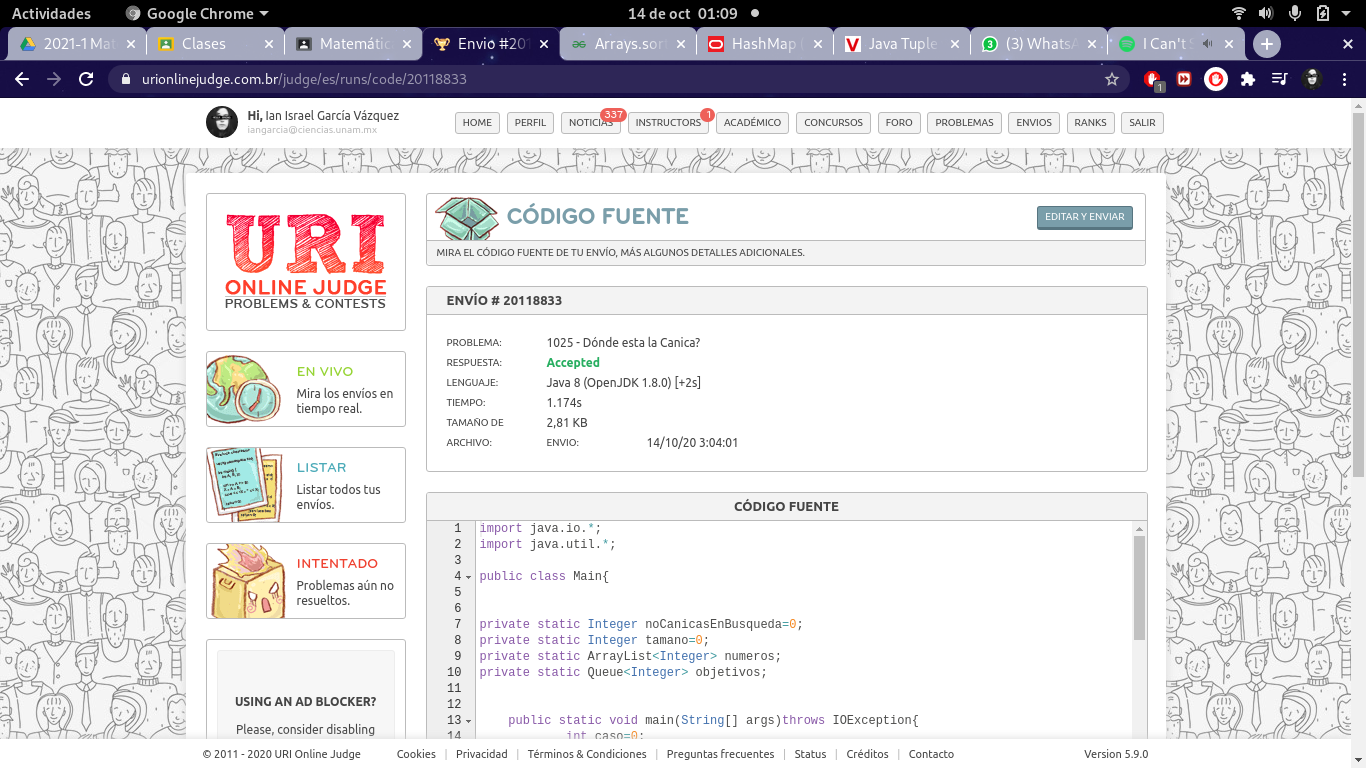 Actividades Google Chrome 14 de oct 01:09
2021-1 Mat Clases Matemátic Envio #201 Arrays.sor HashMap ( Java Tuple (3) WhatsA I Can't S
urionlinejudge.com.br/judge/es/runs/code/20118833 1
Hi, Ian Israel García Vázquez
iangarcia@ciencias.unam.mx
HOME PERFIL NOTICIAS 337 INSTRUCTORS 1 ACADÉMICO CONCURSOS FORO PROBLEMAS ENVIOS RANKS SALIR
URI
ONLINE JUDGE
PROBLEMS & CONTESTS
EN VIVO
Mira los envíos en
tiempo real.
LISTAR
Listar todos tus
envíos.
INTENTADO
Problemas aún no
resueltos.
USING AN AD BLOCKER?
Please, consider disabling
CÓDIGO FUENTE EDITAR Y ENVIAR
MIRA EL CÓDIGO FUENTE DE TU ENVÍO, MÁS ALGUNOS DETALLES ADICIONALES.
ENVÍO # 20118833
PROBLEMA: 1025 - Dónde esta la Canica?
RESPUESTA: Accepted
LENGUAJE: Java 8 (OpenJDK 1.8.0) [+2s]
TIEMPO: 1.174s
TAMAÑO DE 2,81 KB
ARCHIVO: ENVIO: 14/10/20 3:04:01
CÓDIGO FUENTE
1 import java.io.*;
2 import java.util.*;
3
4 public class Main{
5
6
7 private static Integer noCanicasEnBusqueda=0;
8 private static Integer tamano=0;
9 private static ArrayList<Integer> numeros;
10 private static Queue<Integer> objetivos;
11
12
13 public static void main(String[] args)throws IOException{
14 int caso=0;
© 2011 - 2020 URI Online Judge Cookies | Privacidad | Términos & Condiciones | Preguntas frecuentes | Status | Créditos | Contacto Version 5.9.0